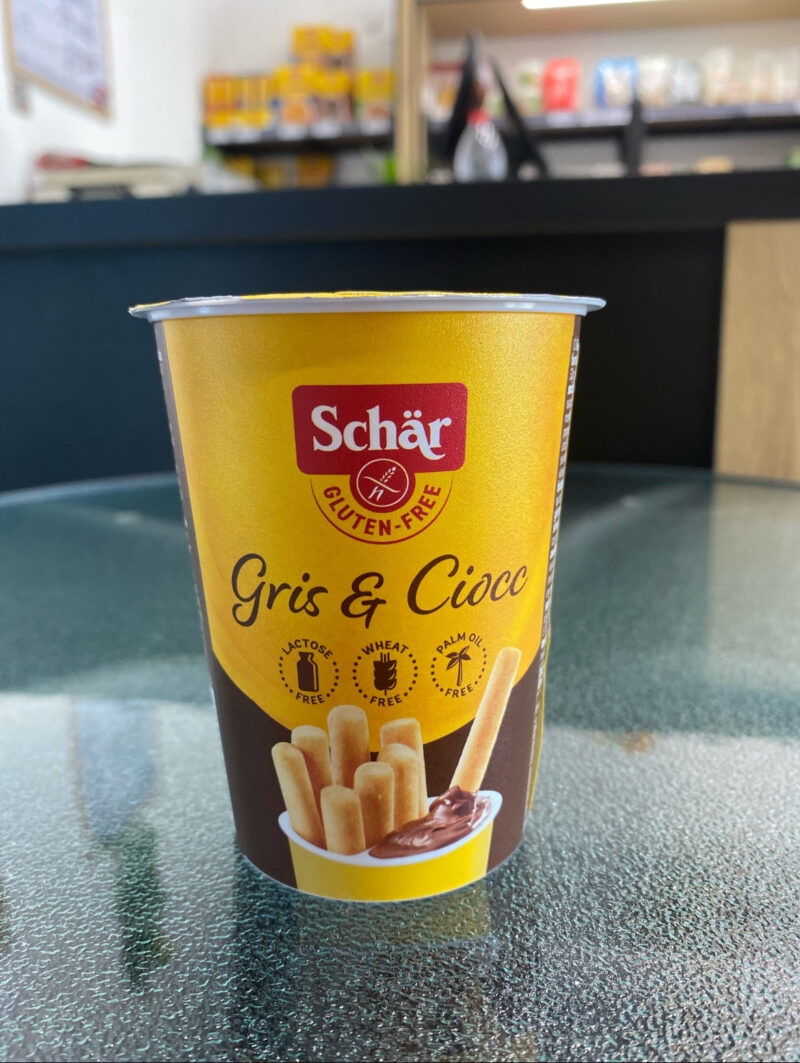 Schär
GLUTEN-FREE
Gris & Ciocc
LACTOSE FREE
WHEAT FREE
PALM OIL FREE